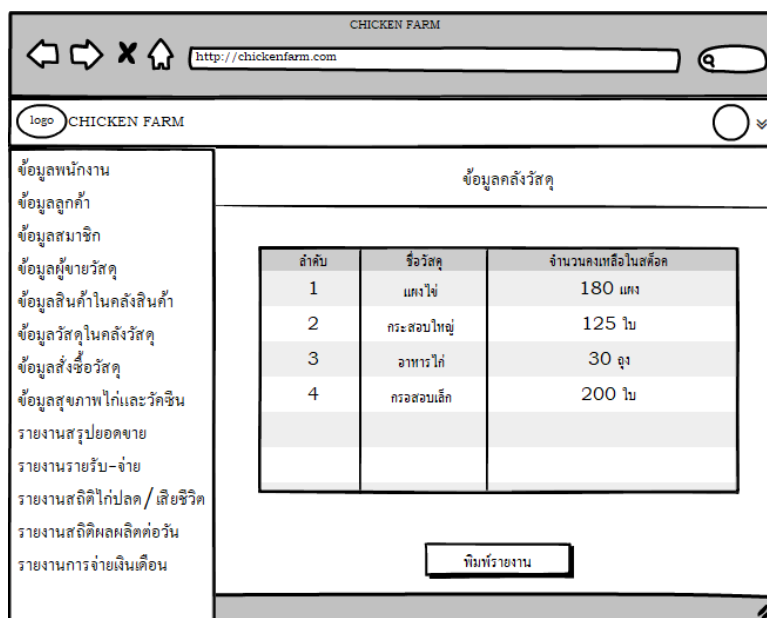 CHICKEN FARM
http://chickenfarm.com
logo CHICKEN FARM
ข้อมูลพนักงาน
ข้อมูลลูกค้า
ข้อมูลสมาชิก
ข้อมูลผู้ขายวัสดุ
ข้อมูลสินค้าในคลังสินค้า
ข้อมูลวัสดุในคลังวัสดุ
ข้อมูลสั่งซื้อวัสดุ
ข้อมูลสุขภาพไก่และวัคซีน
รายงานสรุปยอดขาย
รายงานรายรับ-จ่าย
รายงานสถิติไก่ปลด/เสียชีวิต
รายงานสถิติผลผลิตต่อวัน
รายงานการจ่ายเงินเดือน
ข้อมูลคลังวัสดุ
ลำดับ ชื่อวัสดุ จำนวนคงเหลือในสต็อค
1 แผงไข่ 180 แผง
2 กระสอบใหญ่ 125 ใบ
3 อาหารไก่ 30 ถุง
4 กรอสอบเล็ก 200 ใบ
พิมพ์รายงาน